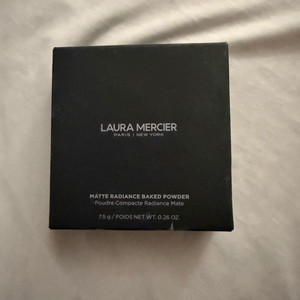 LAURA MERCIER
PARIS | NEW YORK
MATTE RADIANCE BAKED POWDER
Poudre Compacte Radiance Mate
7.5 g / POIDS NET WT. 0.26 OZ.